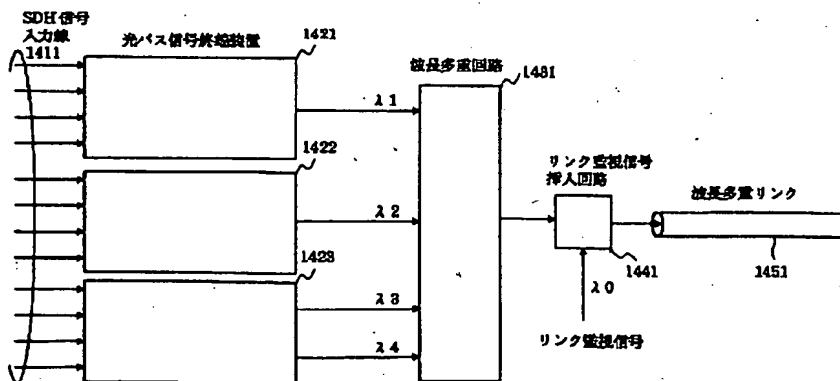 SDH信号
入力線
1411
光パス信号終端装置
1421
波長多重回路
1431
λ1
1422
リンク監視信号
挿入回路
波長多重リンク
λ2
1423
1441
1451
λ3
λ0
λ4
リンク監視信号